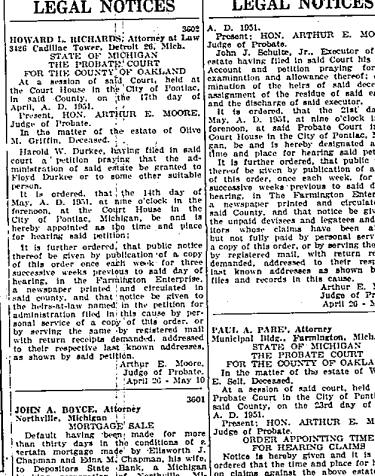 LEGAL NOTICES
3602
HOWARD L. RICHARDS, Attorney at Law
3426 Cadillac Tower, Detroit 26, Mich.
STATE OF MICHIGAN
THE PROBATE COURT
FOR THE COUNTY OF OAKLAND
At a session of said Court, held at
the Court House in the City of Pontiac,
in said County, on the 17th day of
April, A. D. 1951.
Present, HON. ARTHUR E. MOORE,
Judge of Probate.
In the matter of the estate of Olive
M. Griffin, Deceased.
Harold W. Durkee, having filed in said
court a petition praying that the ad-
ministration of said estate be granted to
Floyd Durkee or to some other suitable
person.
It is ordered, that the 14th day of
May, A. D. 1951, at nine o'clock in the
forenoon, at the Court House in the
City of Pontiac, Michigan, be and is
hereby appointed as the time and place
for hearing said petition;
It is further ordered, that public notice
thereof be given by publication of a copy
of this order once each week for three
successive weeks previous to said day of
hearing, in the Farmington Enterprise,
a newspaper printed and circulated in
said county, and that notice be given to
the heirs-at-law named in the petition for
administration filed in this cause by per-
sonal service of a copy of this order, or
by serving the same by registered mail
with return receipts demanded, addressed
to their respective last known addresses,
as shown by said petition.
Arthur E. Moore,
Judge of Probate.
April 26 - May 10
3601
JOHN A. BOYCE, Attorney
Northville, Michigan
MORTGAGE SALE
Default having been made for more
than thirty days in the conditions of a
certain mortgage made by Ellsworth J.
Chapman and Edna M. Chapman, his wife,
to Depositors State Bank, a Michigan
LEGAL NOTICES
A. D. 1951.
Present; HON. ARTHUR E. MO
Judge of Probate.
John J. Schulte, Jr., Executor of
estate having filed in said Court his
Account and petition praying for
examination and allowance thereof;
mination of the heirs of said dece
assignment of the residue of said e
and the discharge of said executor.
It is ordered, that the 21st da
May, A. D. 1951, at nine o'clock i
forenoon, at said Probate Court i
Court House in the City of Pontiac, M
gan, be and is hereby designated a
time and place for hearing said pet
It is further ordered, that public
thereof be given by publication of a
of this order, once each week, for
successive weeks previous to said d
hearing, in The Farmington Enter
a newspaper printed and circulate
said County, and that notice be giv
the unpaid devisees and legatees and
itors whose claims have been a
but not fully paid by personal serv
a copy of this order, or by serving the
by registered mail, with return r
demanded, addressed to their resp
last known addresses as shown b
files and records in this cause.
Arthur E.
Judge of Pr
April 26 - M
PAUL A. PARE', Attorney
Municipal Bldg., Farmington, Mich.
STATE OF MICHIGAN
THE PROBATE COURT
FOR THE COUNTY OF OAKLA
In the matter of the estate of W
E. Bell, Deceased.
At a session of said court, held
Probate Court in the City of Ponti
said County, on the 23rd day of
A. D. 1951.
Present: HON. ARTHUR E. M
Judge of Probate.
ORDER APPOINTING TIME
FOR HEARING CLAIMS
Notice is hereby given and it is
ordered that the time and place for
on claims against the above estat